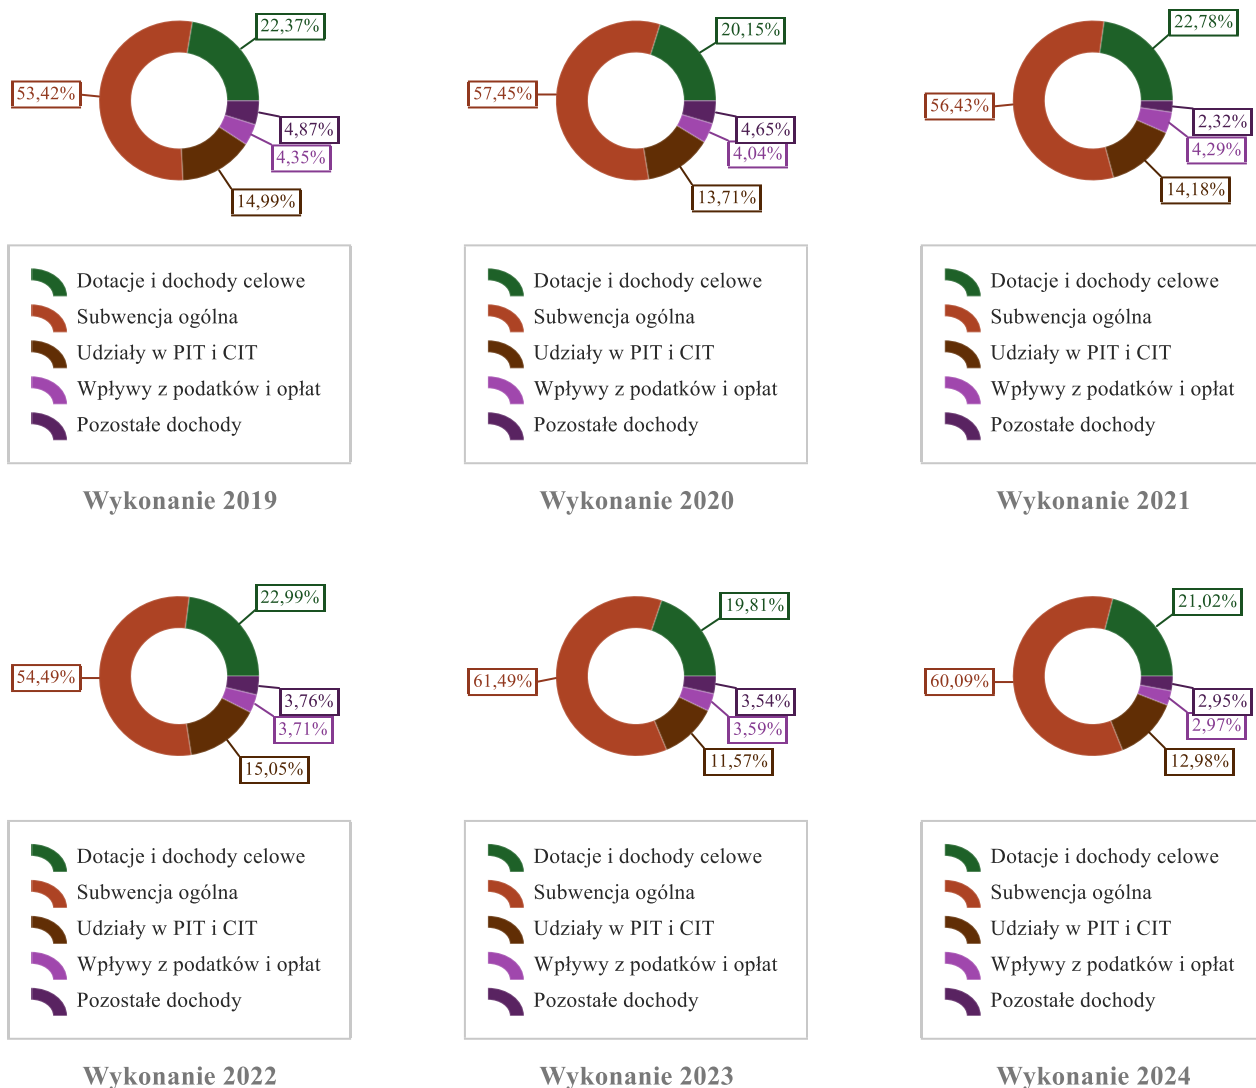 22,37%
53,42%
4,87%
4,35%
14,99%
Dotacje i dochody celowe
Subwencja ogólna
Udziały w PIT i CIT
Wpływy z podatków i opłat
Pozostałe dochody
Wykonanie 2019
20,15%
57,45%
4,65%
4,04%
13,71%
Dotacje i dochody celowe
Subwencja ogólna
Udziały w PIT i CIT
Wpływy z podatków i opłat
Pozostałe dochody
Wykonanie 2020
22,78%
56,43%
2,32%
4,29%
14,18%
Dotacje i dochody celowe
Subwencja ogólna
Udziały w PIT i CIT
Wpływy z podatków i opłat
Pozostałe dochody
Wykonanie 2021
22,99%
54,49%
3,76%
3,71%
15,05%
Dotacje i dochody celowe
Subwencja ogólna
Udziały w PIT i CIT
Wpływy z podatków i opłat
Pozostałe dochody
Wykonanie 2022
19,81%
61,49%
3,54%
3,59%
11,57%
Dotacje i dochody celowe
Subwencja ogólna
Udziały w PIT i CIT
Wpływy z podatków i opłat
Pozostałe dochody
Wykonanie 2023
21,02%
60,09%
2,95%
2,97%
12,98%
Dotacje i dochody celowe
Subwencja ogólna
Udziały w PIT i CIT
Wpływy z podatków i opłat
Pozostałe dochody
Wykonanie 2024